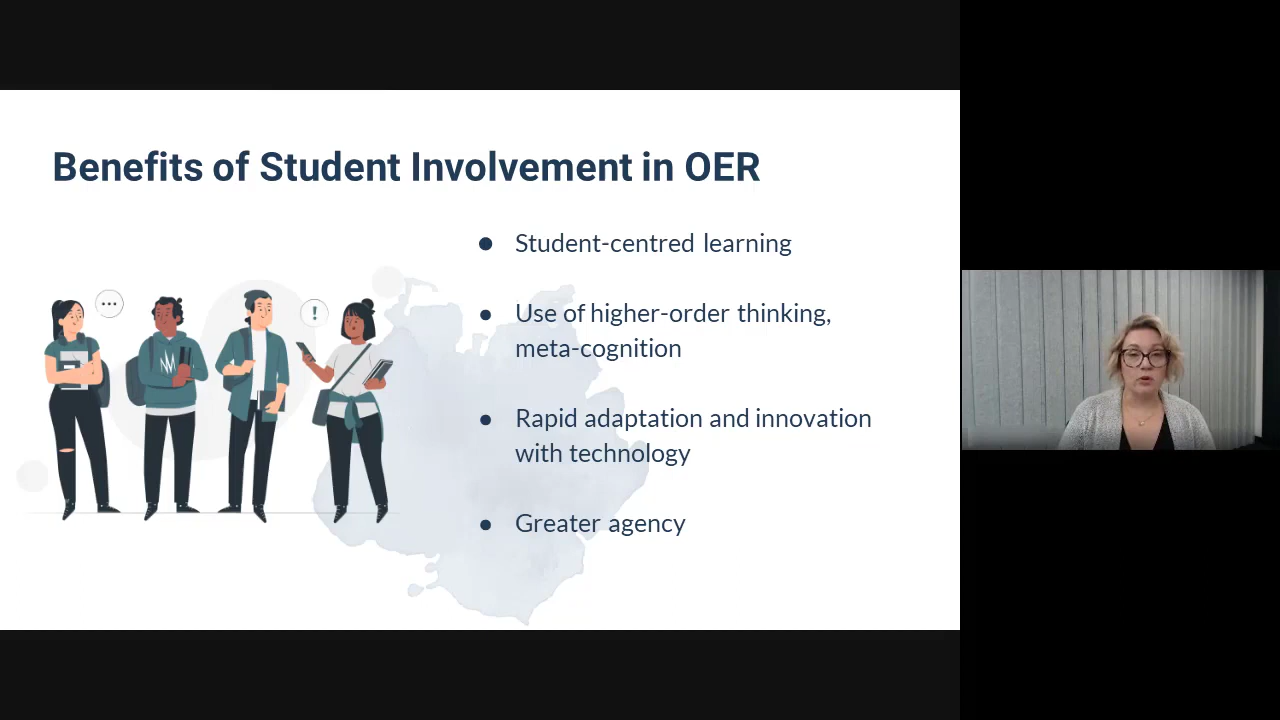 Benefits of Student Involvement in OER
● Student-centred learning
● Use of higher-order thinking,
meta-cognition
● Rapid adaptation and innovation
with technology
● Greater agency